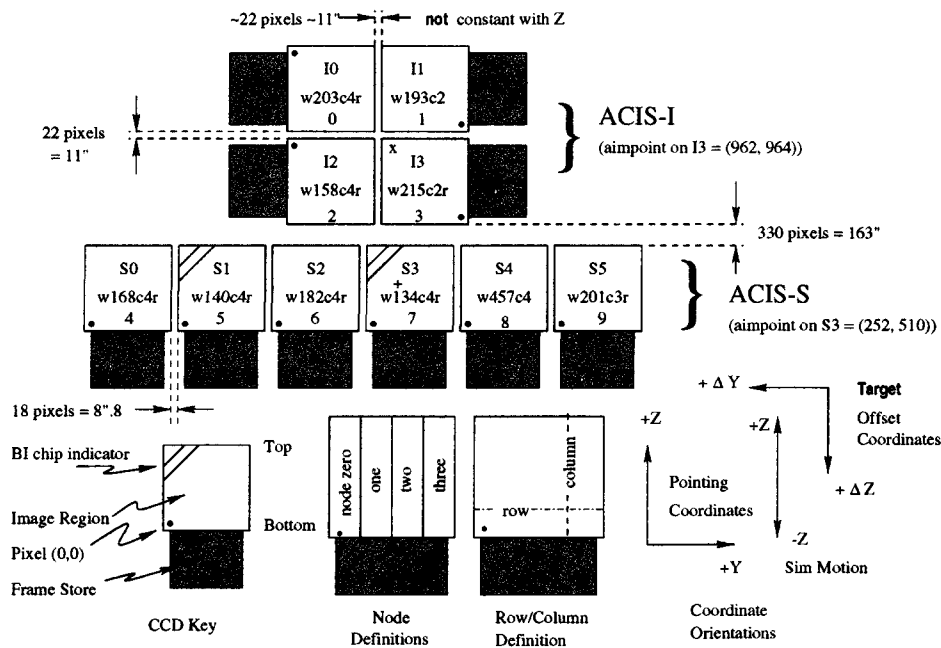 ~22 pixels ~11" not constant with Z
I0
w203c4r
0
I1
w193c2
1
22 pixels
= 11"
I2
w158c4r
2
x
I3
w215c2r
3
} ACIS-I
(aimpoint on I3 = (962, 964))
330 pixels = 163"
S0
w168c4r
4
S1
w140c4r
5
S2
w182c4r
6
S3
+
w134c4r
7
S4
w457c4
8
S5
w201c3r
9
} ACIS-S
(aimpoint on S3 = (252, 510))
18 pixels = 8".8
BI chip indicator
Image Region
Pixel (0,0)
Frame Store
Top
Bottom
CCD Key
node zero
one
two
three
Node
Definitions
row
column
Row/Column
Definition
+ Δ Y
Target
Offset
Coordinates
+ Δ Z
+Z
+Z
Pointing
Coordinates
-Z
+Y
Sim Motion
Coordinate
Orientations